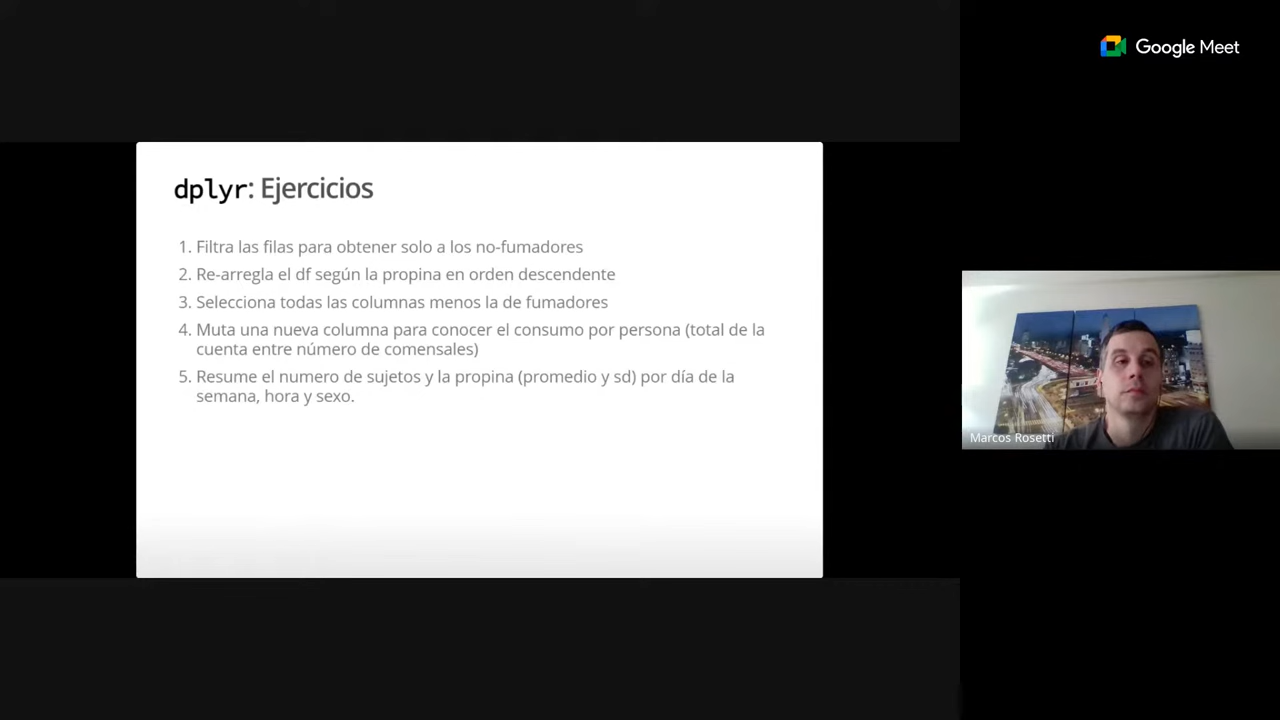 Google Meet
dplyr: Ejercicios
1. Filtra las filas para obtener solo a los no-fumadores
2. Re-arregla el df según la propina en orden descendente
3. Selecciona todas las columnas menos la de fumadores
4. Muta una nueva columna para conocer el consumo por persona (total de la
cuenta entre número de comensales)
5. Resume el numero de sujetos y la propina (promedio y sd) por día de la
semana, hora y sexo.
Marcos Rosetti